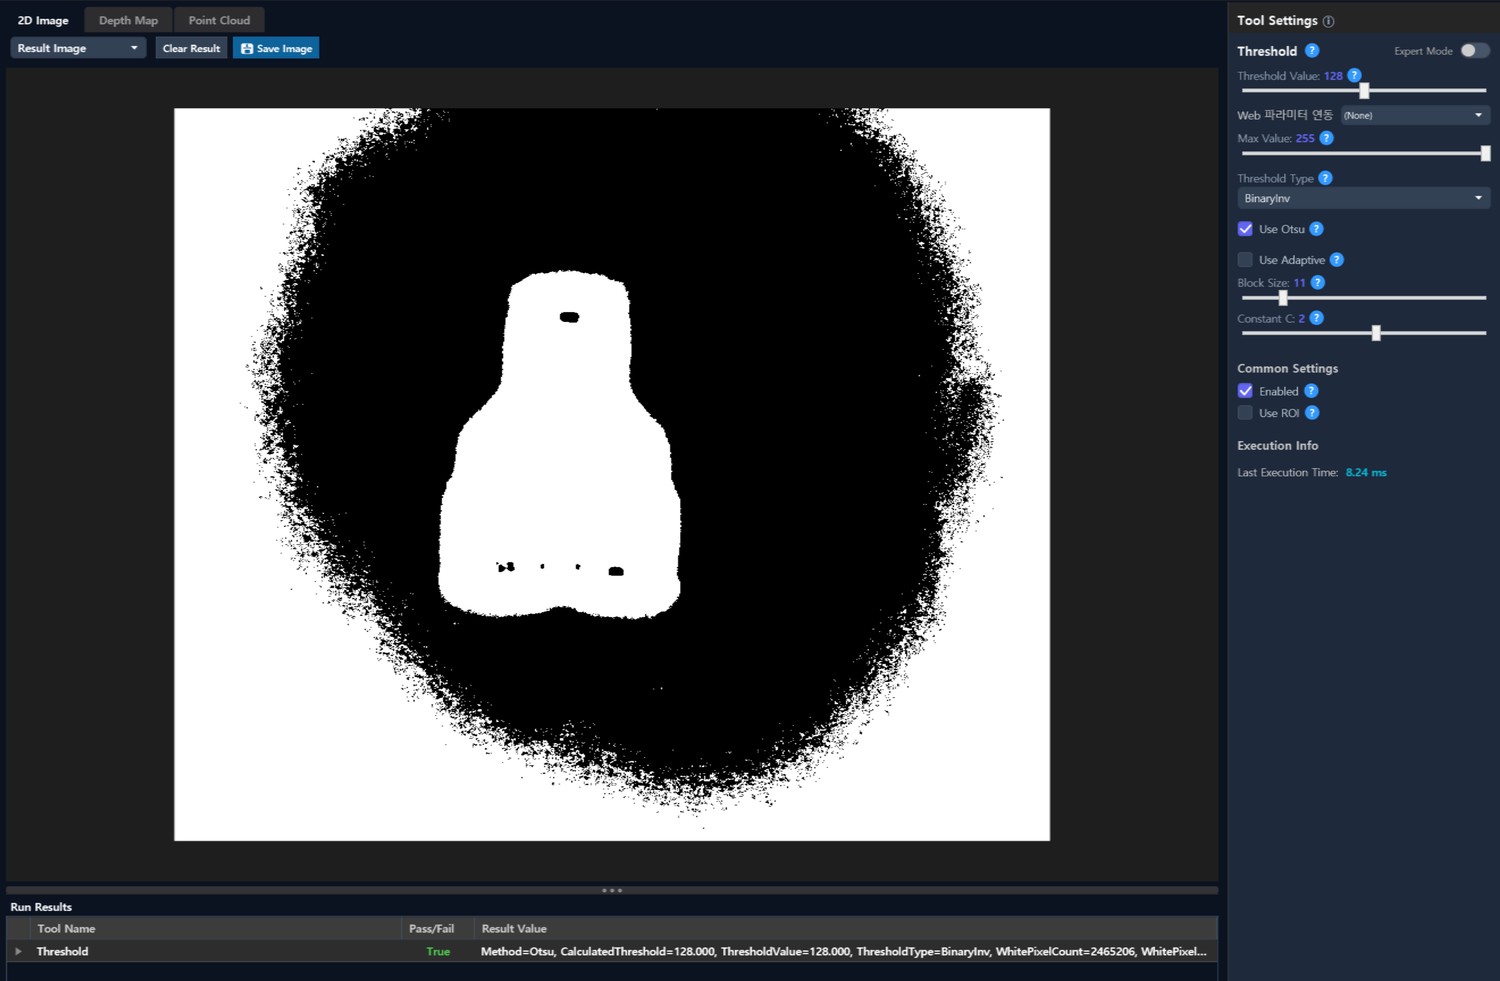 2D Image
Depth Map
Point Cloud
Result Image
Clear Result
Save Image
Tool Settings
Threshold
Expert Mode
Threshold Value: 128
Web 파라미터 연동
(None)
Max Value: 255
Threshold Type
BinaryInv
Use Otsu
Use Adaptive
Block Size: 11
Constant C: 2
Common Settings
Enabled
Use ROI
Execution Info
Last Execution Time: 8.24 ms
Run Results
Tool Name Pass/Fail Result Value
Threshold True Method=Otsu, CalculatedThreshold=128.000, ThresholdValue=128.000, ThresholdType=BinaryInv, WhitePixelCount=2465206, WhitePixel...